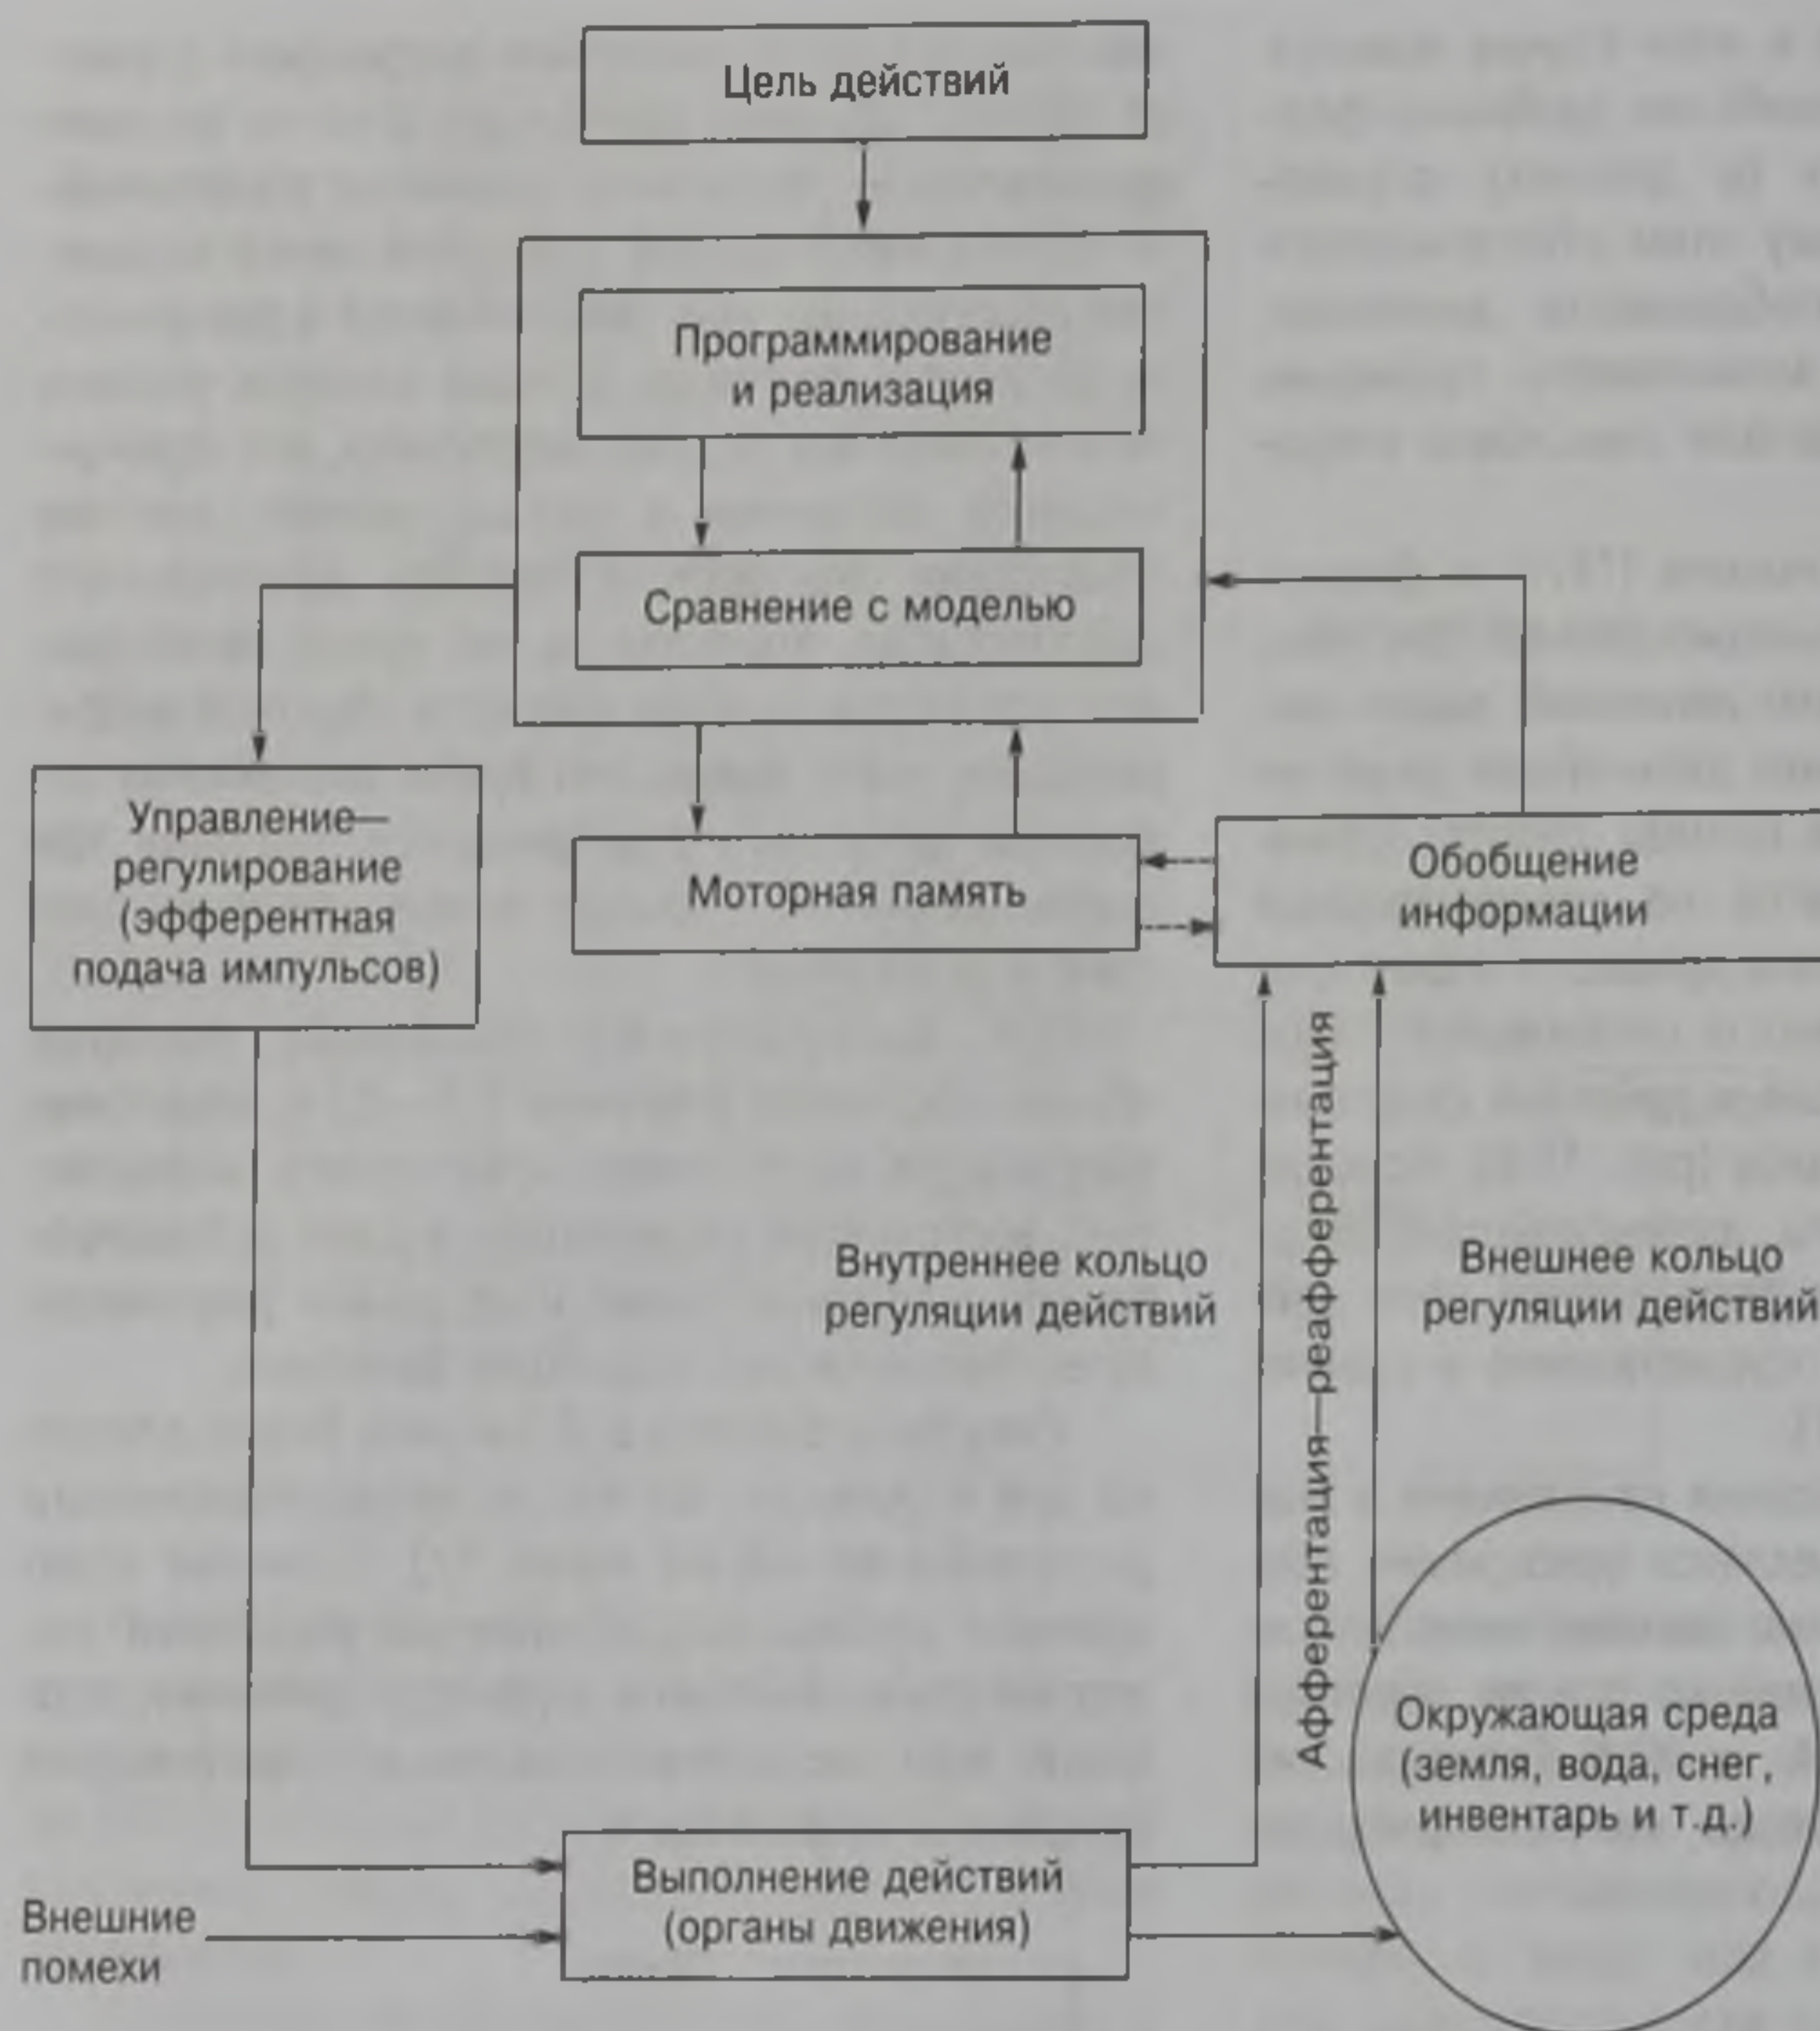 Цель действий
Программирование
и реализация
Сравнение с моделью
Управление—
регулирование
(эфферентная
подача импульсов)
Моторная память
Обобщение
информации
Внутреннее кольцо
регуляции действий
Афферентация—реафферентация
Внешнее кольцо
регуляции действий
Окружающая среда
(земля, вода, снег,
инвентарь и т.д.)
Выполнение действий
(органы движения)
Внешние
помехи